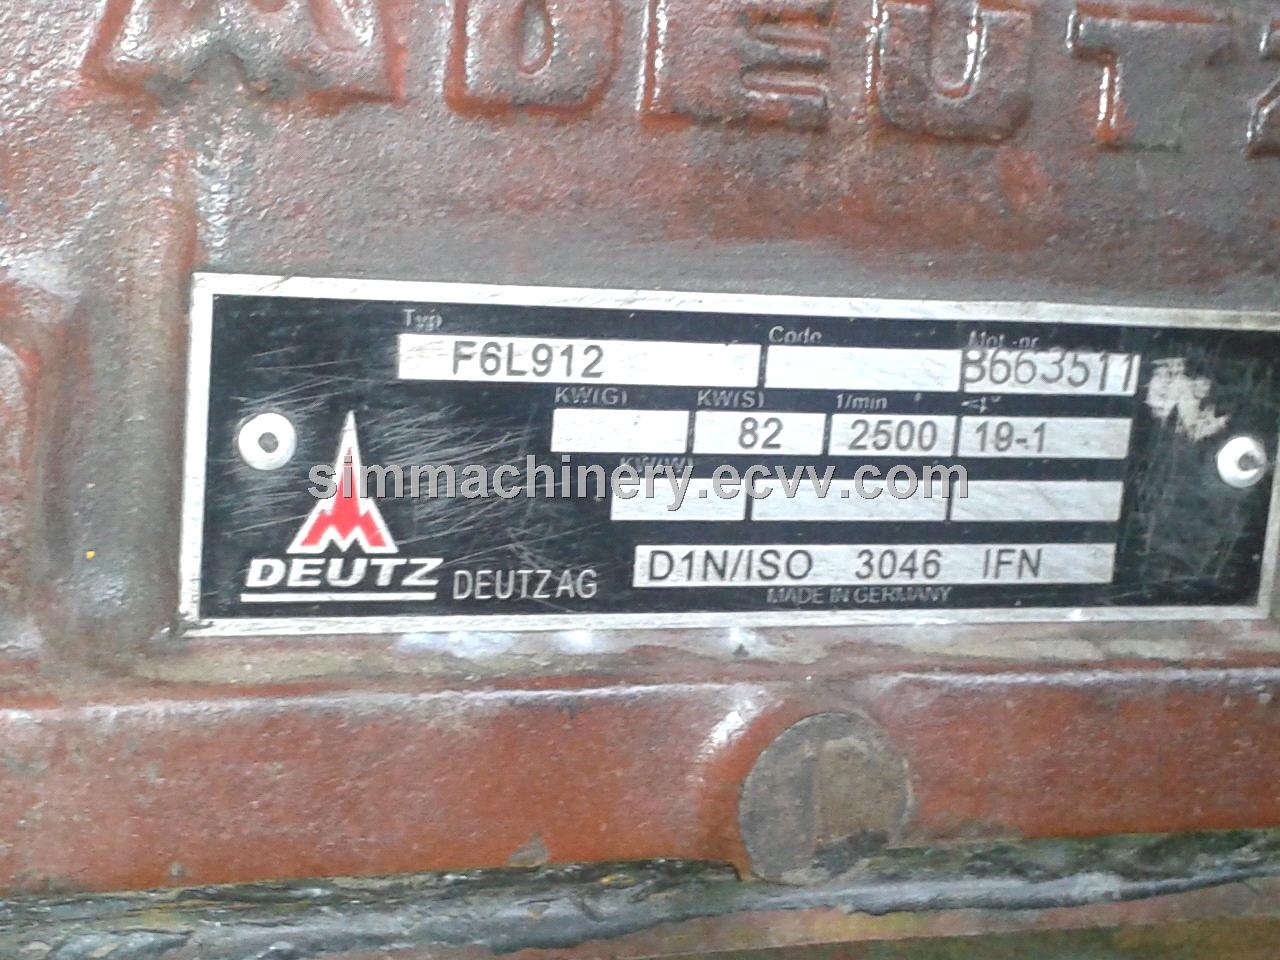 DEUTZ
Typ Code Mot.-nr
F6L912 B663511
KW(G) KW(S) 1/min
82 2500 19-1
KW(W)
simmachinery.ecvv.com
DEUTZ DEUTZ AG
D1N/ISO 3046 IFN
MADE IN GERMANY